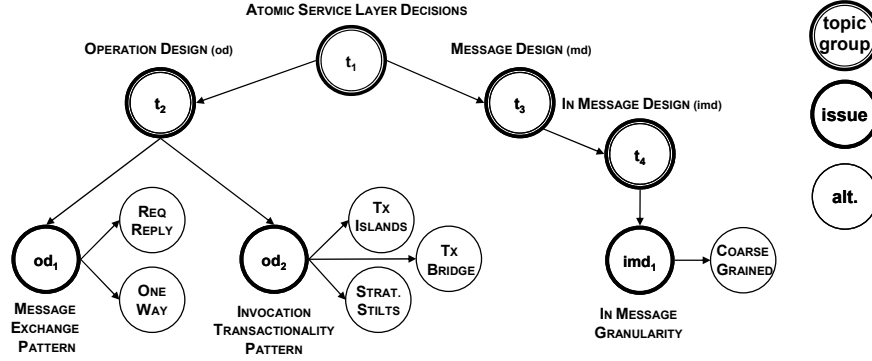 ATOMIC SERVICE LAYER DECISIONS
OPERATION DESIGN (od)
MESSAGE DESIGN (md)
t1
topic
group
t2
t3
IN MESSAGE DESIGN (imd)
t4
issue
REQ
REPLY
TX
ISLANDS
alt.
od1
od2
TX
BRIDGE
imd1
COARSE
GRAINED
ONE
WAY
STRAT.
STILTS
MESSAGE
EXCHANGE
PATTERN
INVOCATION
TRANSACTIONALITY
PATTERN
IN MESSAGE
GRANULARITY